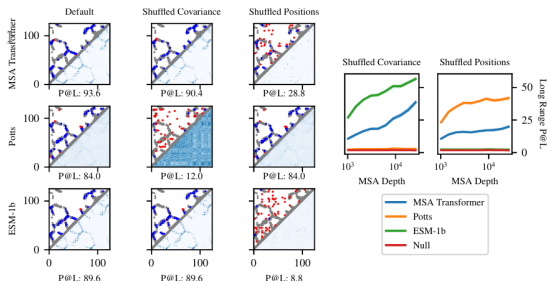 Default
Shuffled Covariance
Shuffled Positions
MSA Transformer
100
0
P@L: 93.6
P@L: 90.4
P@L: 28.8
Potts
100
0
P@L: 84.0
P@L: 12.0
P@L: 84.0
ESM-1b
100
0
0 100
0 100
0 100
P@L: 89.6
P@L: 89.6
P@L: 8.8
Shuffled Covariance
Shuffled Positions
50
25
0
Long Range P@L
10³ 10⁴
10³ 10⁴
MSA Depth
MSA Depth
MSA Transformer
Potts
ESM-1b
Null